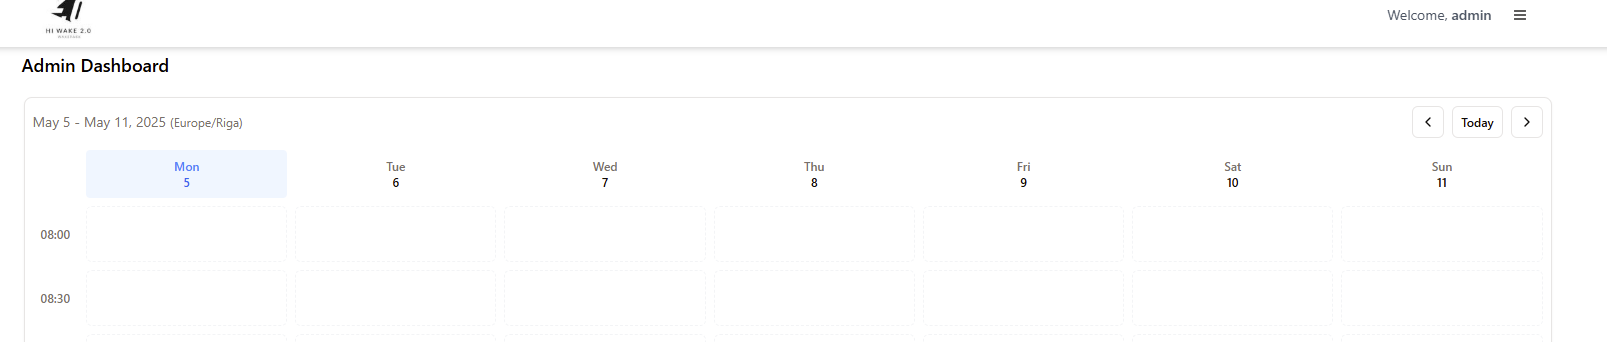 HI WAKE 2.0
Welcome, admin
Admin Dashboard
May 5 - May 11, 2025 (Europe/Riga)
Today
Mon Tue Wed Thu Fri Sat Sun
5 6 7 8 9 10 11
08:00
08:30